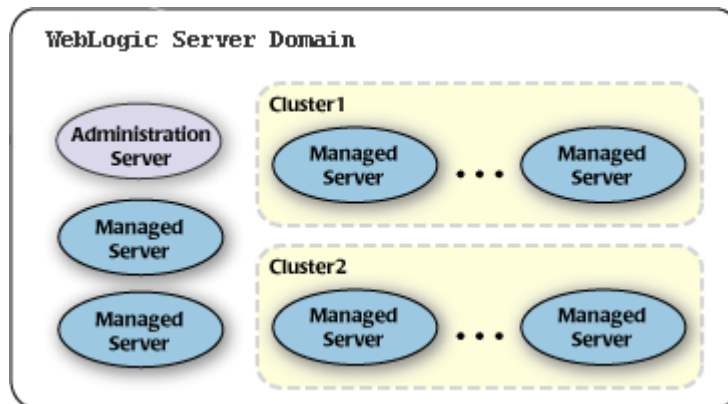 WebLogic Server Domain
Administration
Server
Managed
Server
Managed
Server
Cluster1
Managed
Server
Managed
Server
Cluster2
Managed
Server
Managed
Server